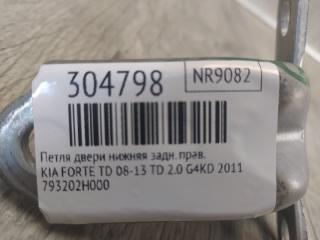 304798
NR9082
Петля двери нижняя задн.прав.
KIA FORTE TD 08-13 TD 2.0 G4KD 2011
793202H000